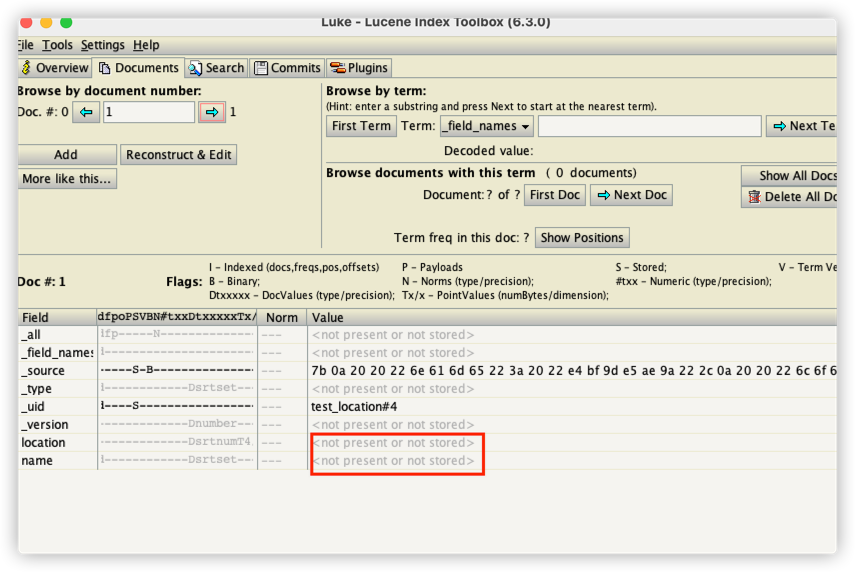 Luke - Lucene Index Toolbox (6.3.0)
File Tools Settings Help
Overview Documents Search Commits Plugins
Browse by document number:
Doc. #: 0 1 1
Add Reconstruct & Edit
More like this...
Browse by term:
(Hint: enter a substring and press Next to start at the nearest term).
First Term Term: _field_names Next Te
Decoded value:
Browse documents with this term ( 0 documents)
Show All Docs
Document: ? of ? First Doc Next Doc
Delete All Do
Term freq in this doc: ? Show Positions
Doc #: 1
Flags:
I - Indexed (docs,freqs,pos,offsets) P - Payloads S - Stored; V - Term Ve
B - Binary; N - Norms (type/precision); #txx - Numeric (type/precision);
Dtxxxxx - DocValues (type/precision); Tx/x - PointValues (numBytes/dimension);
Field dfpoPSVBN#txxDtxxxxxTx/ Norm Value
_all dfp-----N--------------- --- <not present or not stored>
_field_names d----------------------- --- <not present or not stored>
_source -----S-B---------------- --- 7b 0a 20 20 22 6e 61 6d 65 22 3a 20 22 e4 bf 9d e5 ae 9a 22 2c 0a 20 20 22 6c 6f 6
_type d------------Dsrtset--- --- <not present or not stored>
_uid d----S------------------ --- test_location#4
_version -------------Dnumber---- --- <not present or not stored>
location -------------DsrtnumT4 --- <not present or not stored>
name d------------Dsrtset--- --- <not present or not stored>